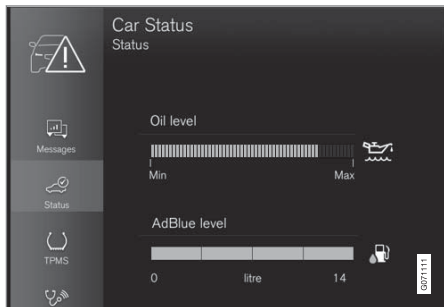 Car Status
Status
Messages
Status
TPMS
Oil level
Min Max
AdBlue level
0 litre 14
G071111